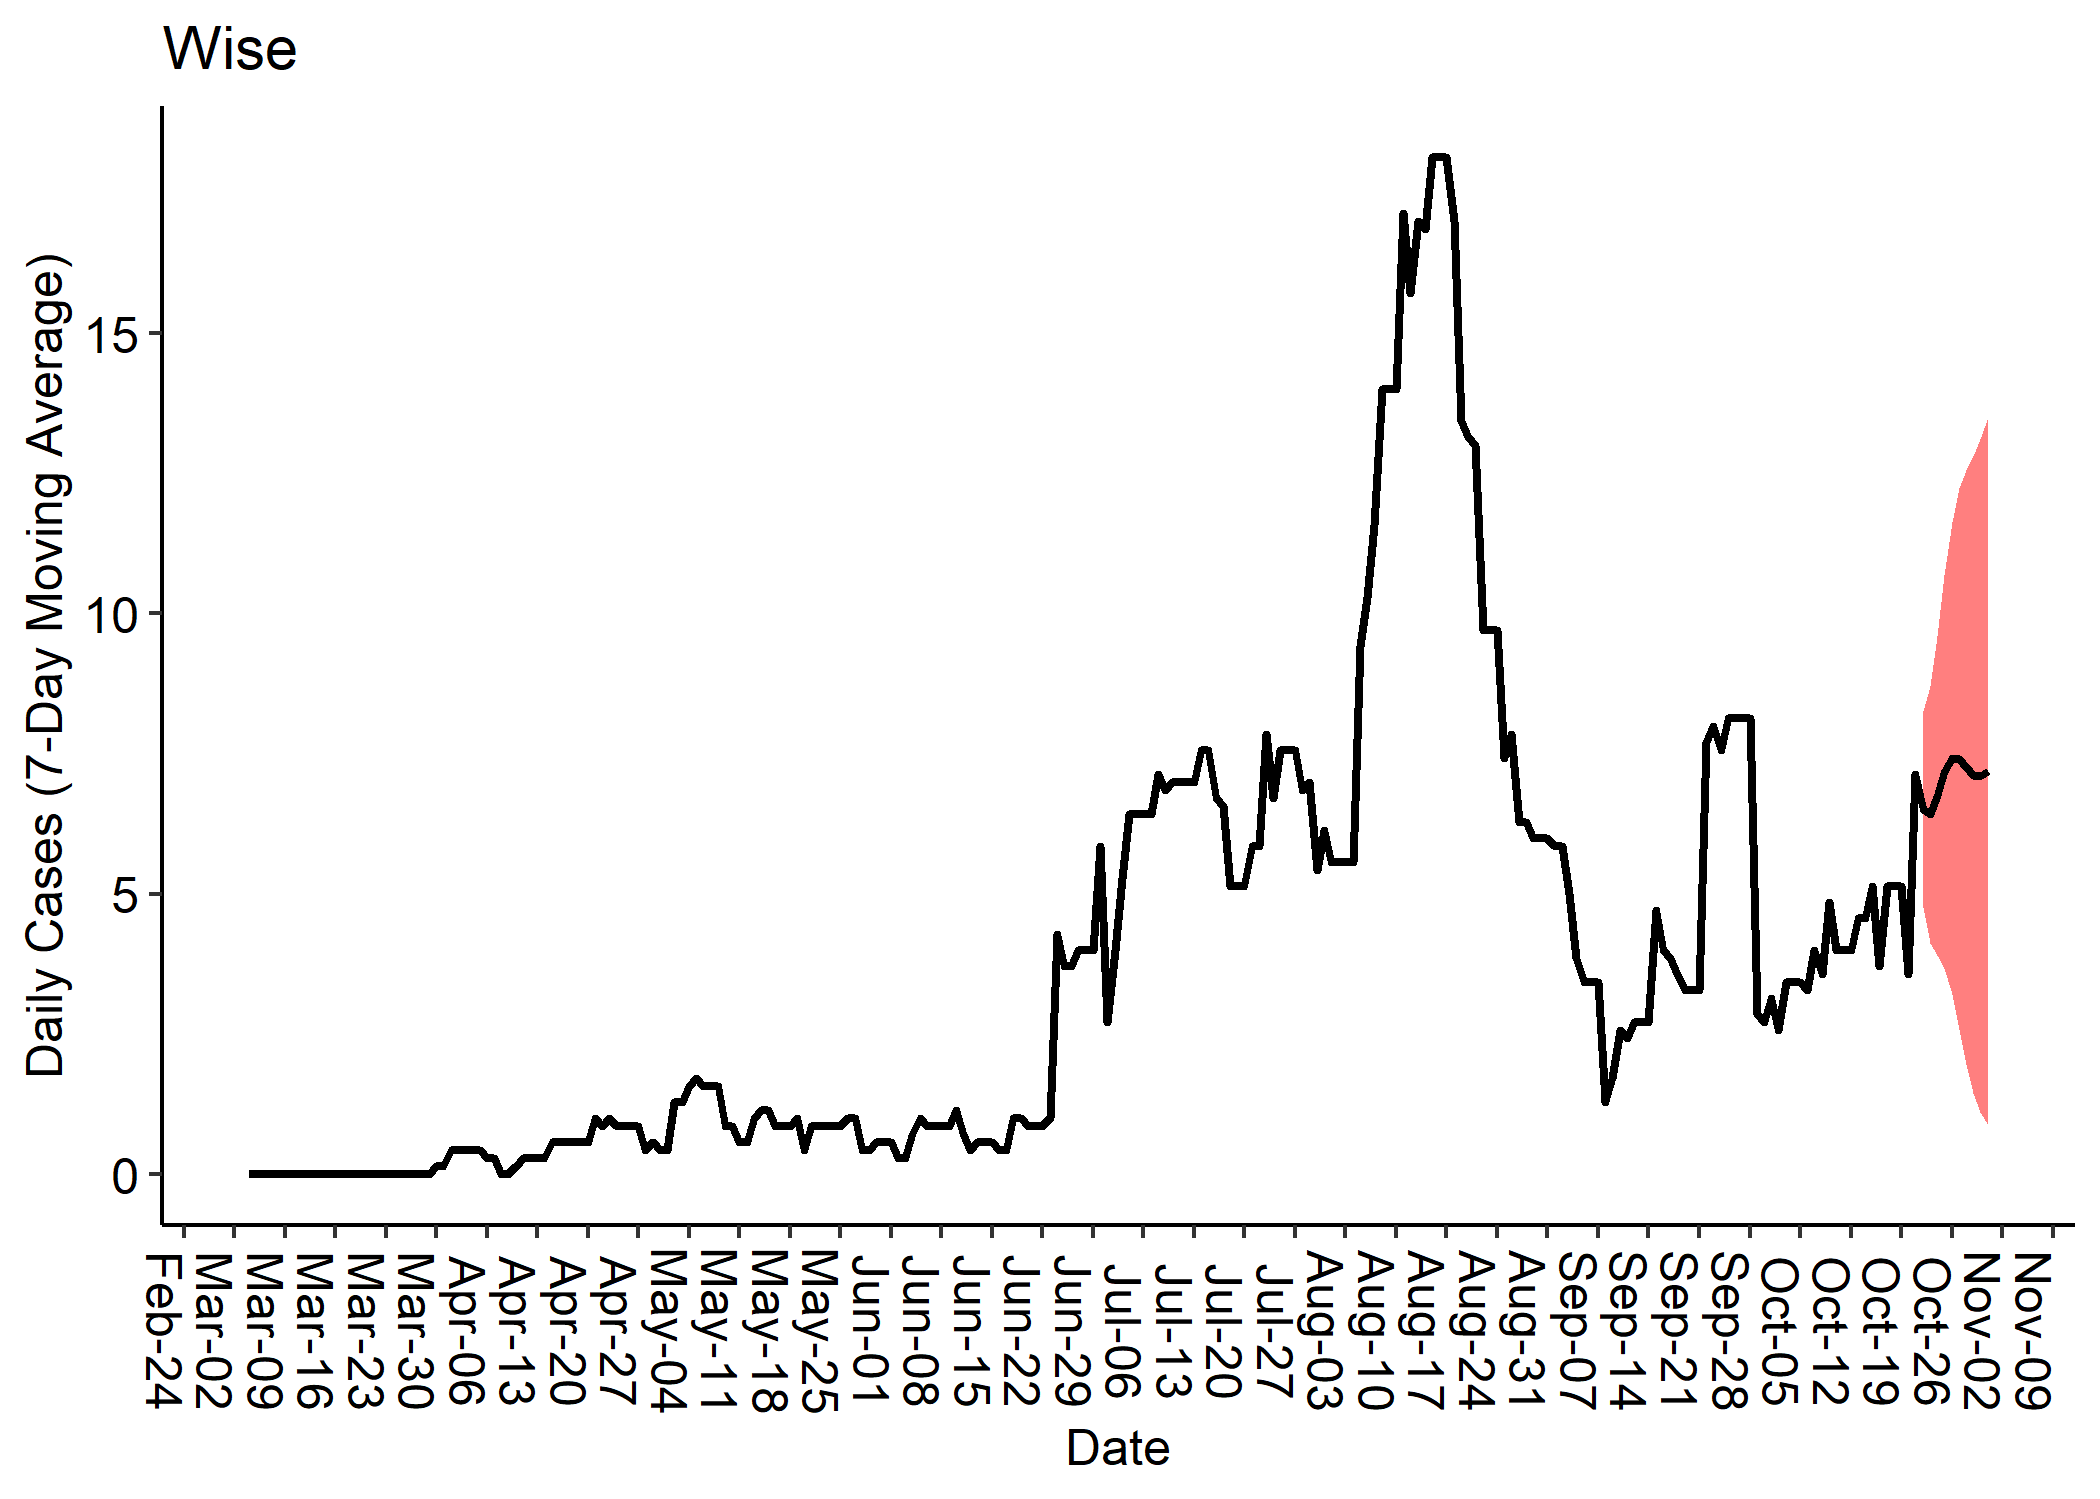 Wise
Daily Cases (7-Day Moving Average)
15
10
5
0
Feb-24
Mar-02
Mar-09
Mar-16
Mar-23
Mar-30
Apr-06
Apr-13
Apr-20
Apr-27
May-04
May-11
May-18
May-25
Jun-01
Jun-08
Jun-15
Jun-22
Jun-29
Jul-06
Jul-13
Jul-20
Jul-27
Aug-03
Aug-10
Aug-17
Aug-24
Aug-31
Sep-07
Sep-14
Sep-21
Sep-28
Oct-05
Oct-12
Oct-19
Oct-26
Nov-02
Nov-09
Date